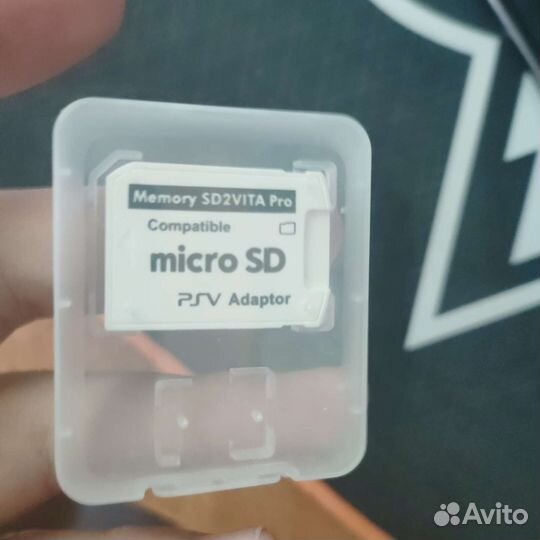 Memory SD2VITA Pro
Compatible
micro SD
PSV Adaptor
Avito